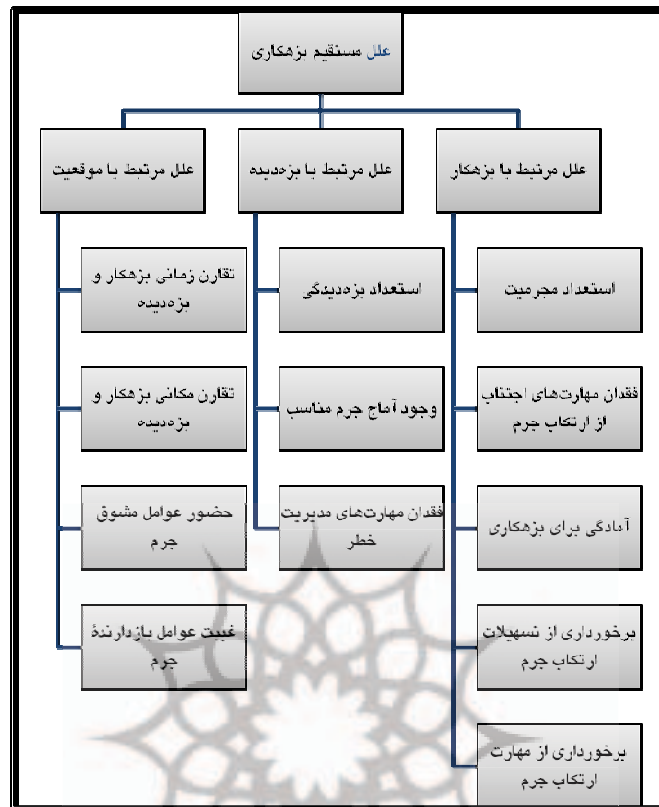 علل مستقیم بزهکاری
علل مرتبط با بزهکار
استعداد مجرمیت
فقدان مهارت‌های اجتناب
از ارتکاب جرم
آمادگی برای بزهکاری
برخورداری از تسهیلات
ارتکاب جرم
برخورداری از مهارت
ارتکاب جرم
علل مرتبط با بزه‌دیده
استعداد بزه‌دیدگی
وجود آماج جرم مناسب
فقدان مهارت‌های مدیریت
خطر
علل مرتبط با موقعیت
تقارن زمانی بزهکار و
بزه‌دیده
تقارن مکانی بزهکار و
بزه‌دیده
حضور عوامل مشوق
جرم
غیبت عوامل بازدارندۀ
جرم